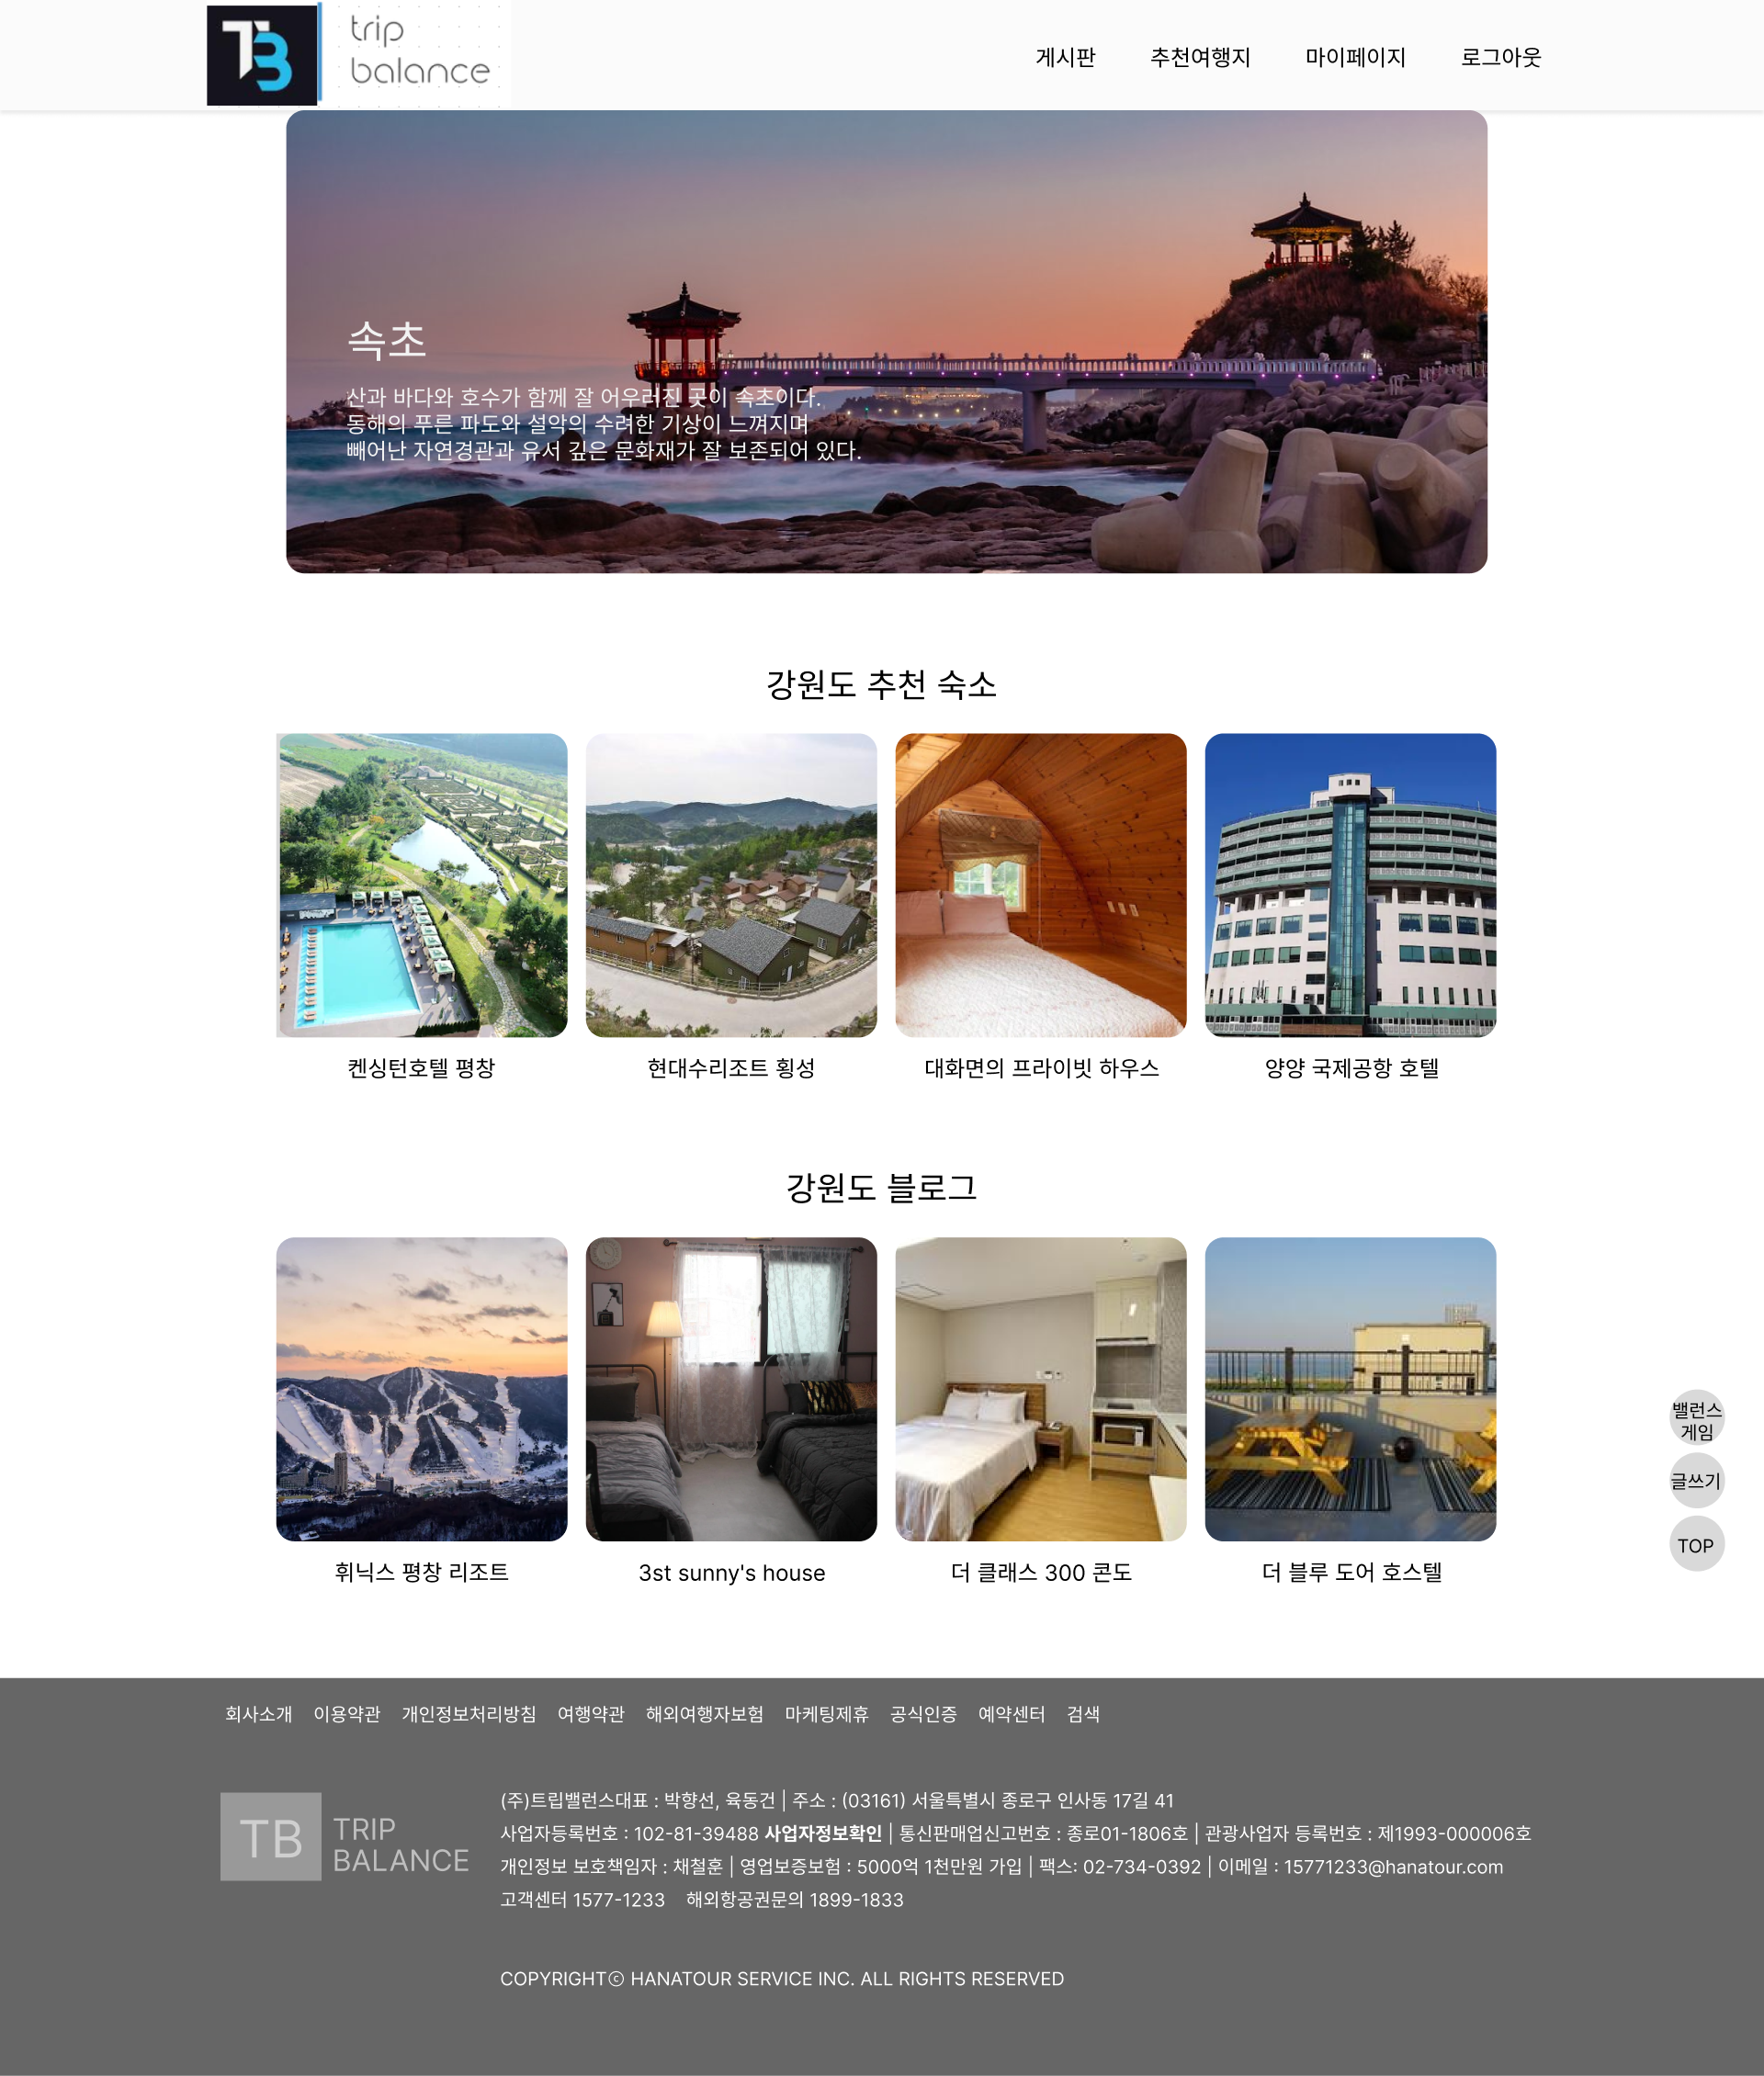 TB
trip
balance
게시판 추천여행지 마이페이지 로그아웃
속초
산과 바다와 호수가 함께 잘 어우러진 곳이 속초이다.
동해의 푸른 파도와 설악의 수려한 기상이 느껴지며
빼어난 자연경관과 유서 깊은 문화재가 잘 보존되어 있다.
강원도 추천 숙소
켄싱턴호텔 평창
현대수리조트 횡성
대화면의 프라이빗 하우스
양양 국제공항 호텔
강원도 블로그
휘닉스 평창 리조트
3st sunny's house
더 클래스 300 콘도
더 블루 도어 호스텔
밸런스
게임
글쓰기
TOP
회사소개 이용약관 개인정보처리방침 여행약관 해외여행자보험 마케팅제휴 공식인증 예약센터 검색
TB
TRIP
BALANCE
(주)트립밸런스대표 : 박향선, 육동건 | 주소 : (03161) 서울특별시 종로구 인사동 17길 41
사업자등록번호 : 102-81-39488 사업자정보확인 | 통신판매업신고번호 : 종로01-1806호 | 관광사업자 등록번호 : 제1993-000006호
개인정보 보호책임자 : 채철훈 | 영업보증보험 : 5000억 1천만원 가입 | 팩스: 02-734-0392 | 이메일 : 15771233@hanatour.com
고객센터 1577-1233 해외항공권문의 1899-1833
COPYRIGHTⓒ HANATOUR SERVICE INC. ALL RIGHTS RESERVED